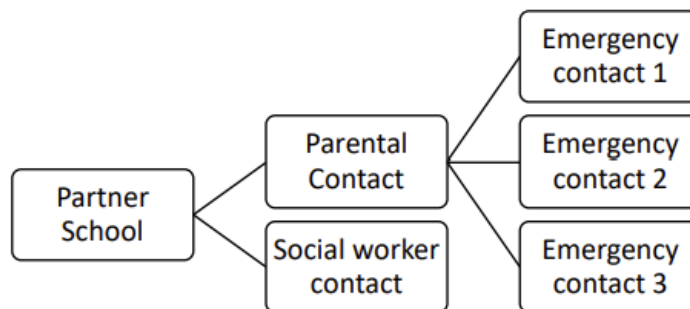 Partner
School
Parental
Contact
Social worker
contact
Emergency
contact 1
Emergency
contact 2
Emergency
contact 3